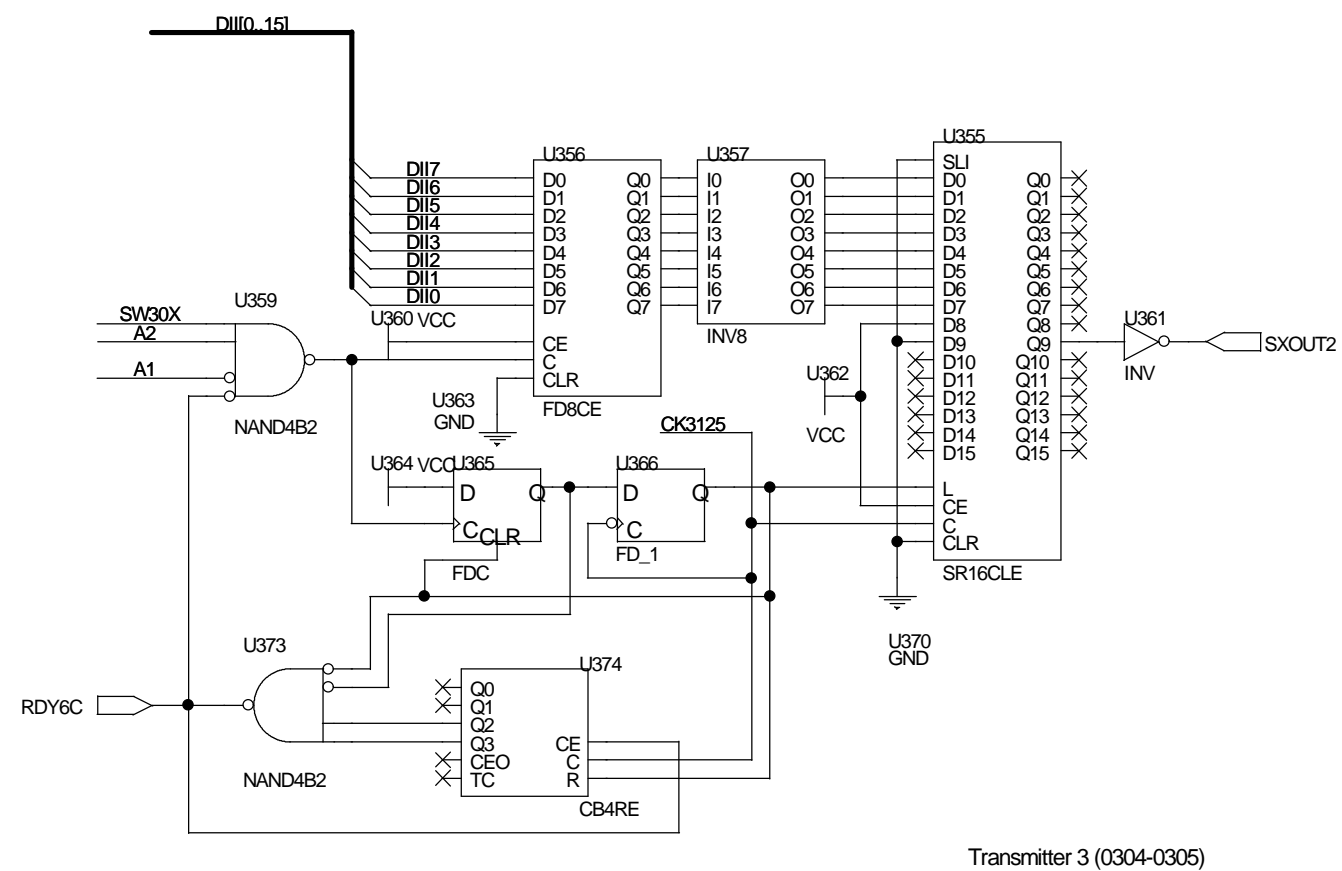 DII[0..15]
U356
U357
U355
DII7
DII6
DII5
DII4
DII3
DII2
DII1
DII0
D0
D1
D2
D3
D4
D5
D6
D7
CE
C
CLR
Q0
Q1
Q2
Q3
Q4
Q5
Q6
Q7
FD8CE
I0
I1
I2
I3
I4
I5
I6
I7
O0
O1
O2
O3
O4
O5
O6
O7
INV8
SLI
D0
D1
D2
D3
D4
D5
D6
D7
D8
D9
D10
D11
D12
D13
D14
D15
L
CE
C
CLR
Q0
Q1
Q2
Q3
Q4
Q5
Q6
Q7
Q8
Q9
Q10
Q11
Q12
Q13
Q14
Q15
SR16CLE
U361
INV
SXOUT2
U359
SW30X
A2
A1
NAND4B2
U360 VCC
U363
GND
U362
VCC
CK3125
U364 VCC
U365
D
Q
C
CLR
FDC
U366
D
Q
C
FD_1
U370
GND
U373
RDY6C
NAND4B2
U374
Q0
Q1
Q2
Q3
CEO
TC
CE
C
R
CB4RE
Transmitter 3 (0304-0305)